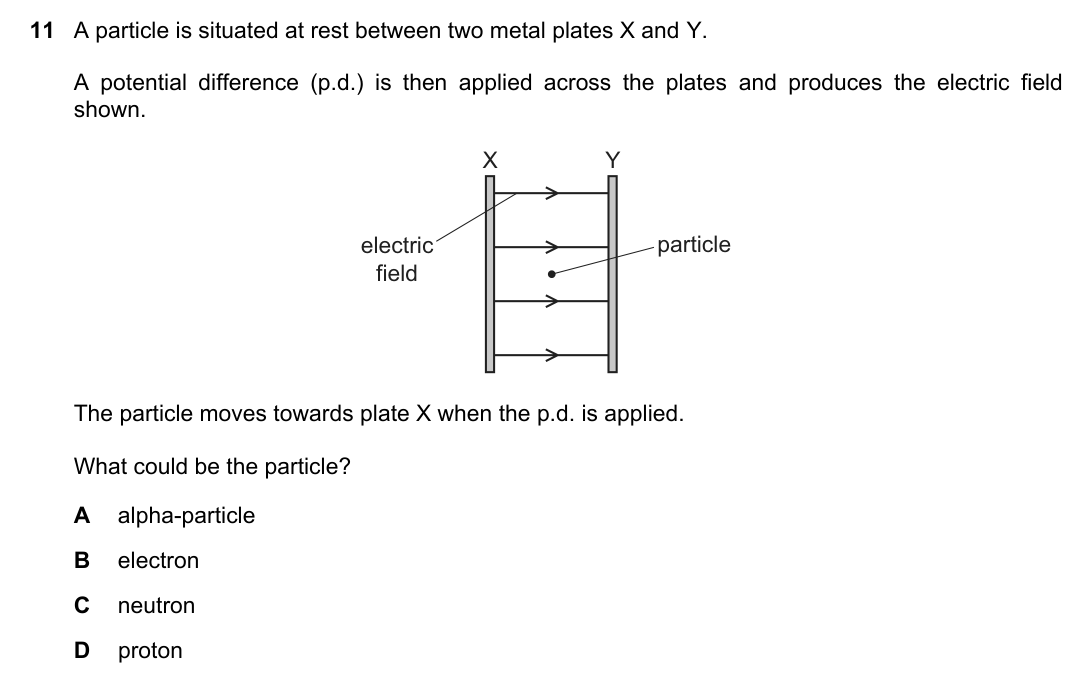 11 A particle is situated at rest between two metal plates X and Y.
A potential difference (p.d.) is then applied across the plates and produces the electric field
shown.
X Y
electric
field
particle
The particle moves towards plate X when the p.d. is applied.
What could be the particle?
A alpha-particle
B electron
C neutron
D proton